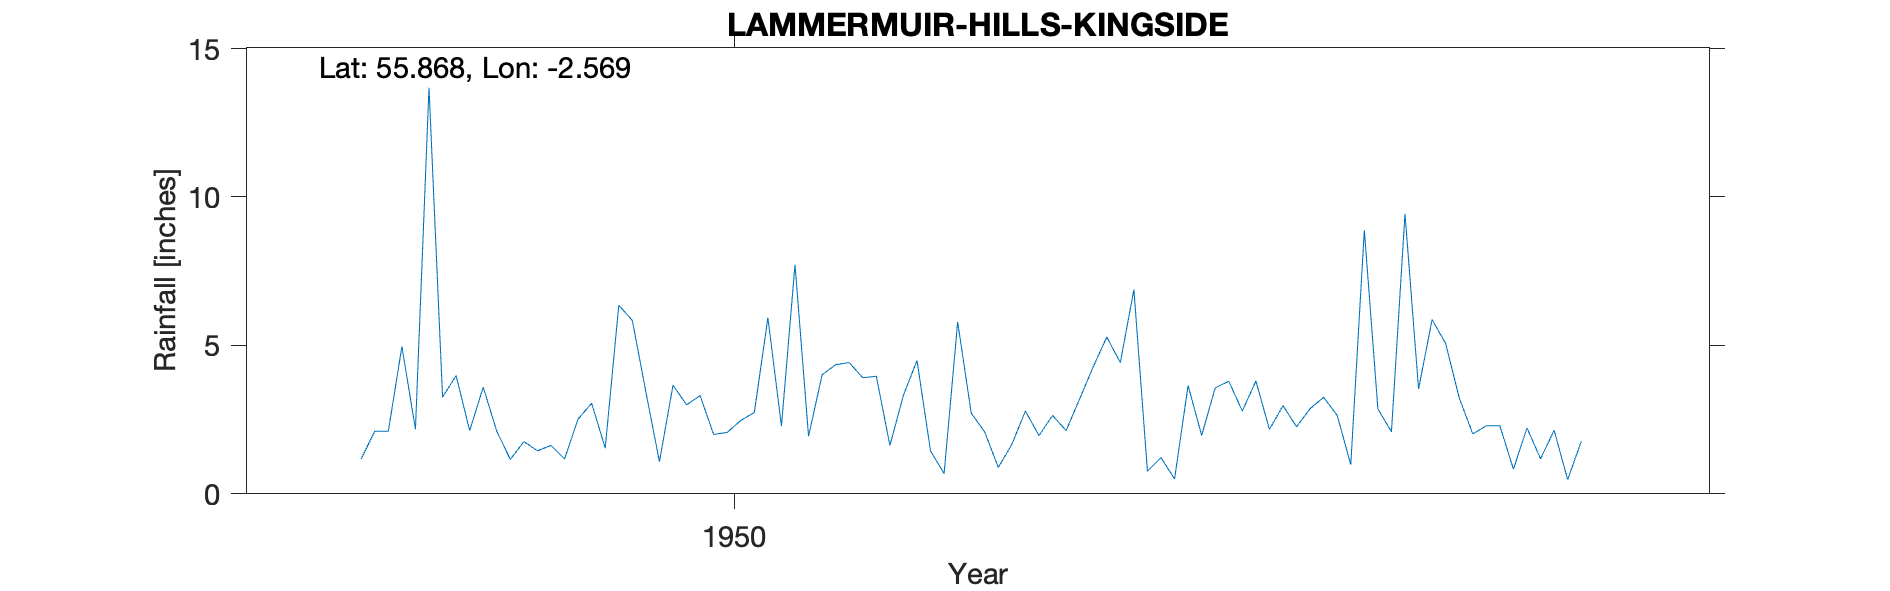 LAMMERMUIR-HILLS-KINGSIDE
Lat: 55.868, Lon: -2.569
15
10
5
0
Rainfall [inches]
1950
Year